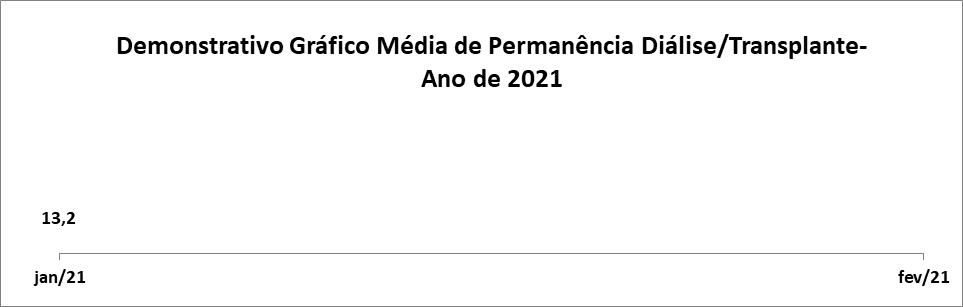 Demonstrativo Gráfico Média de Permanência Diálise/Transplante-
Ano de 2021
13,2
jan/21
fev/21